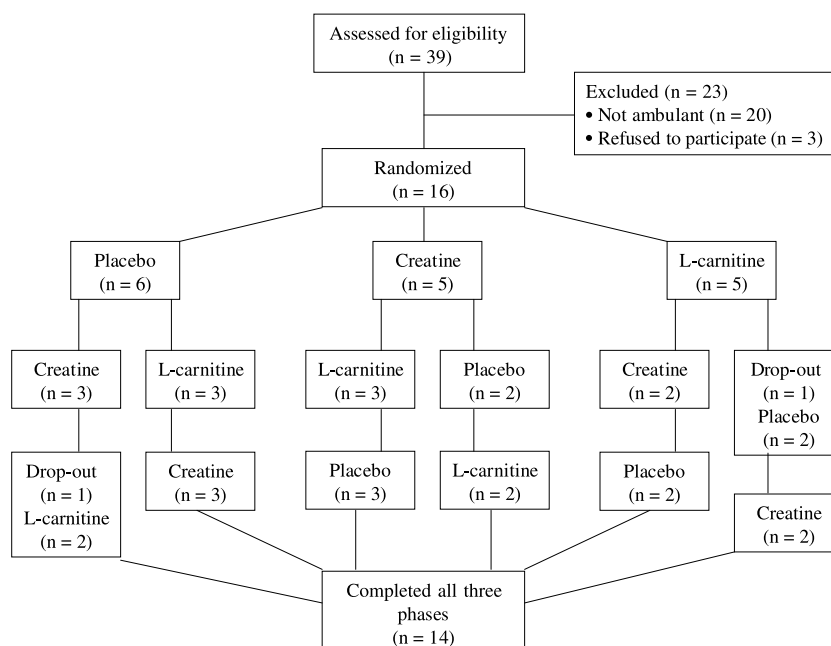 Assessed for eligibility
(n = 39)
Excluded (n = 23)
• Not ambulant (n = 20)
• Refused to participate (n = 3)
Randomized
(n = 16)
Placebo
(n = 6)
Creatine
(n = 5)
L-carnitine
(n = 5)
Creatine
(n = 3)
L-carnitine
(n = 3)
L-carnitine
(n = 3)
Placebo
(n = 2)
Creatine
(n = 2)
Drop-out
(n = 1)
Placebo
(n = 2)
Drop-out
(n = 1)
L-carnitine
(n = 2)
Creatine
(n = 3)
Placebo
(n = 3)
L-carnitine
(n = 2)
Placebo
(n = 2)
Creatine
(n = 2)
Completed all three
phases
(n = 14)